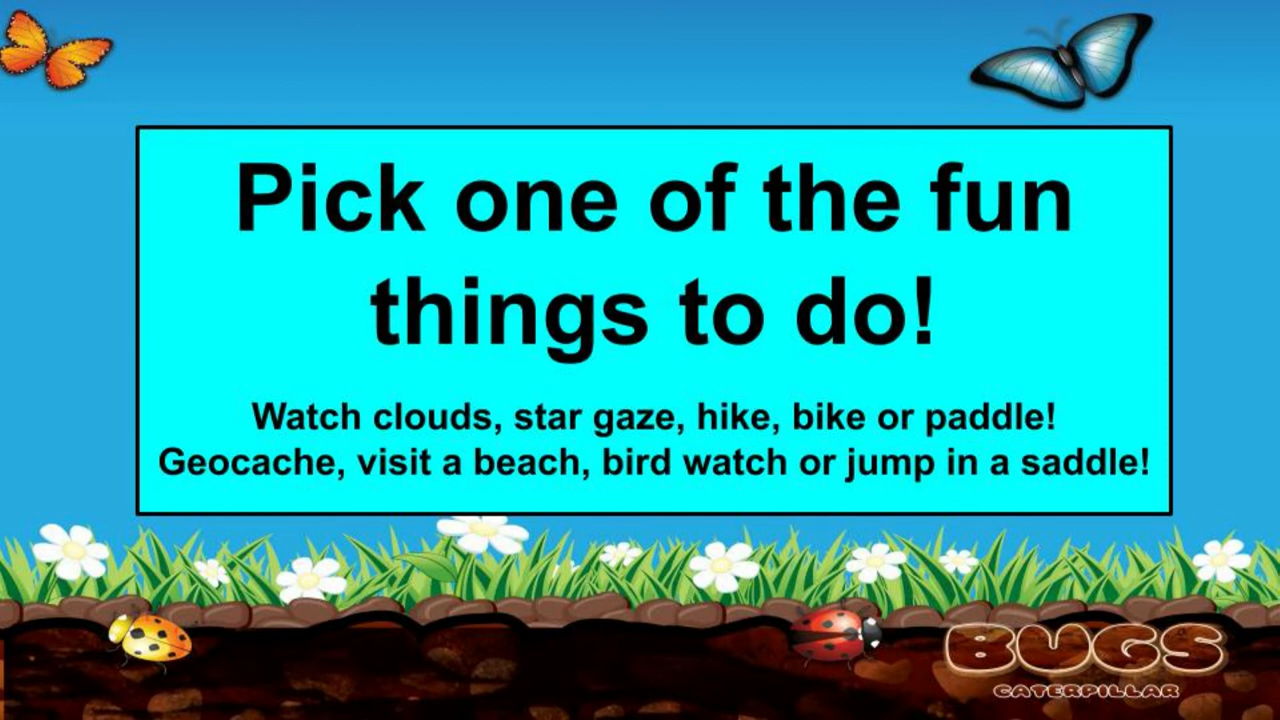 Pick one of the fun
things to do!
Watch clouds, star gaze, hike, bike or paddle!
Geocache, visit a beach, bird watch or jump in a saddle!
BUGS
CATERPILLAR